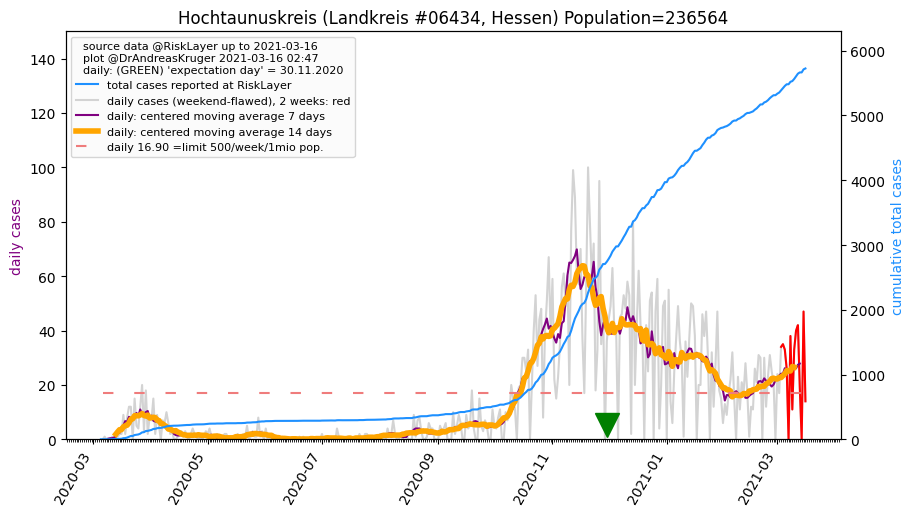 Hochtaunuskreis (Landkreis #06434, Hessen) Population=236564
source data @RiskLayer up to 2021-03-16
plot @DrAndreasKruger 2021-03-16 02:47
daily: (GREEN) 'expectation day' = 30.11.2020
total cases reported at RiskLayer
daily cases (weekend-flawed), 2 weeks: red
daily: centered moving average 7 days
daily: centered moving average 14 days
daily 16.90 =limit 500/week/1mio pop.
daily cases
140
120
100
80
60
40
20
0
cumulative total cases
6000
5000
4000
3000
2000
1000
0
2020-03
2020-05
2020-07
2020-09
2020-11
2021-01
2021-03